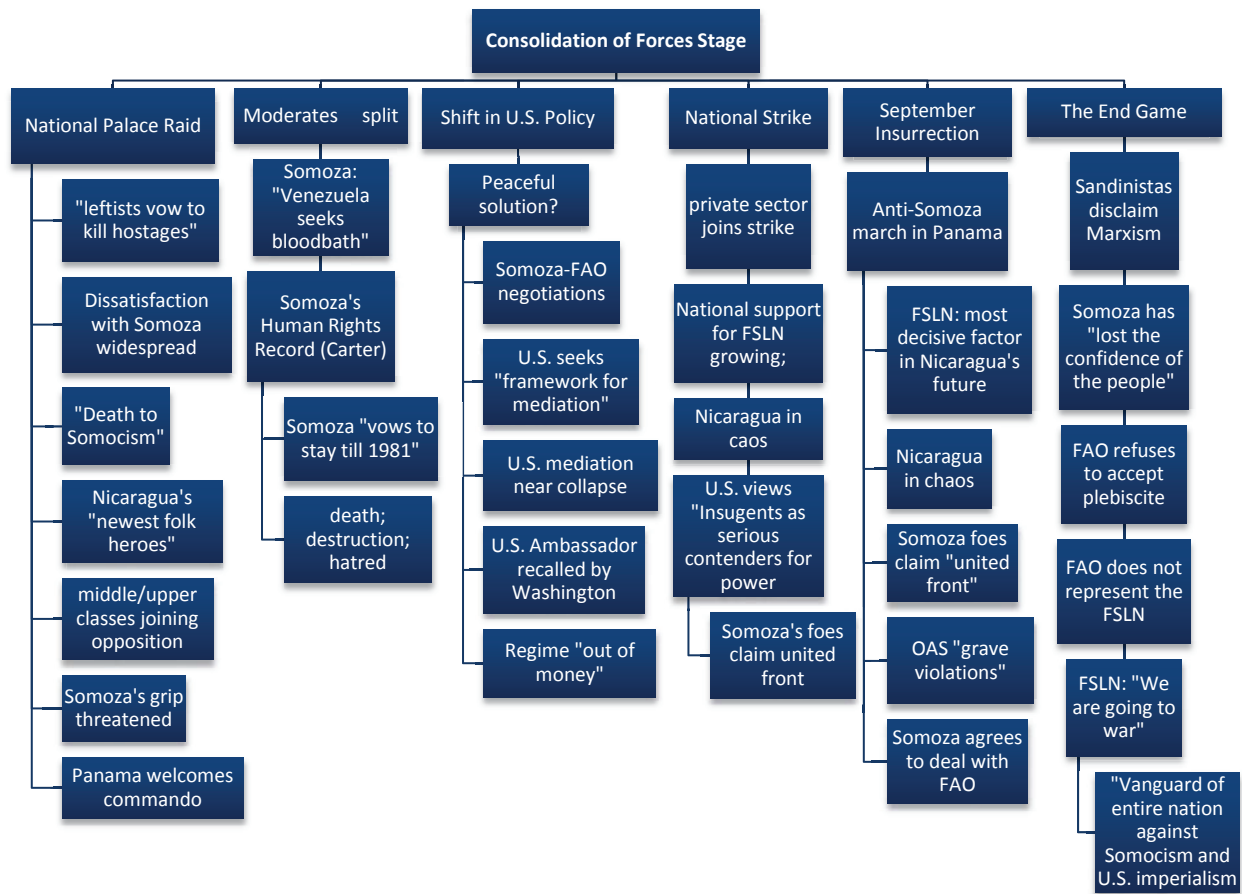 Consolidation of Forces Stage
National Palace Raid
"leftists vow to
kill hostages"
Dissatisfaction
with Somoza
widespread
"Death to
Somocism"
Nicaragua's
"newest folk
heroes"
middle/upper
classes joining
opposition
Somoza's grip
threatened
Panama welcomes
commando
Moderates split
Somoza:
"Venezuela
seeks
bloodbath"
Somoza's
Human Rights
Record (Carter)
Somoza "vows to
stay till 1981"
death;
destruction;
hatred
Shift in U.S. Policy
Peaceful
solution?
Somoza-FAO
negotiations
U.S. seeks
"framework for
mediation"
U.S. mediation
near collapse
U.S. Ambassador
recalled by
Washington
Regime "out of
money"
National Strike
private sector
joins strike
National support
for FSLN
growing;
Nicaragua in
caos
U.S. views
"Insugents as
serious
contenders for
power
Somoza's foes
claim united
front
September
Insurrection
Anti-Somoza
march in Panama
FSLN: most
decisive factor
in Nicaragua's
future
Nicaragua
in chaos
Somoza foes
claim "united
front"
OAS "grave
violations"
Somoza agrees
to deal with
FAO
The End Game
Sandinistas
disclaim
Marxism
Somoza has
"lost the
confidence of
the people"
FAO refuses
to accept
plebiscite
FAO does not
represent the
FSLN
FSLN: "We
are going to
war"
"Vanguard of
entire nation
against
Somocism and
U.S. imperialism